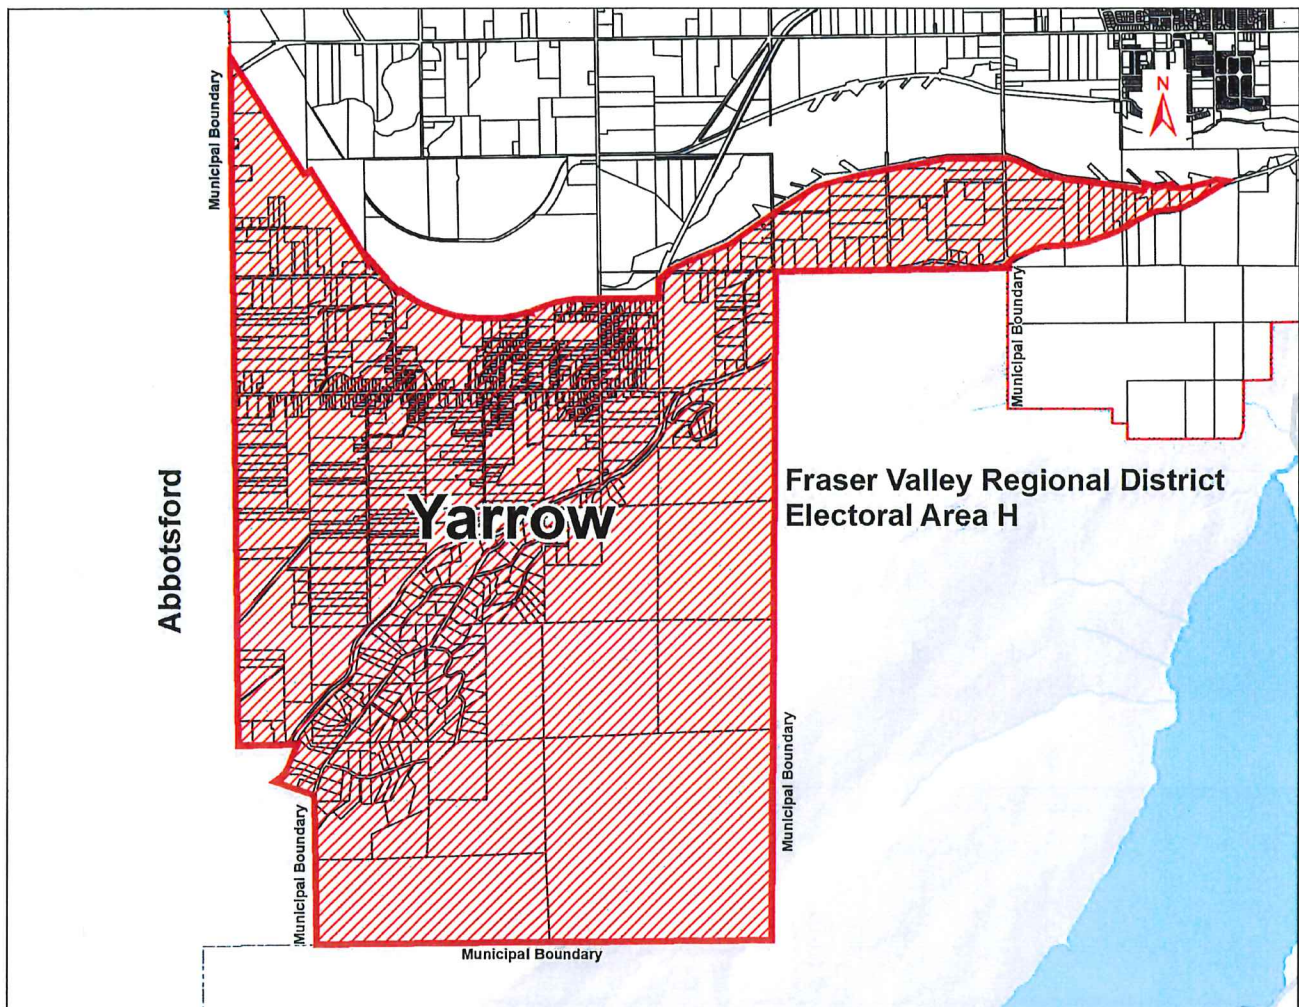 N
Municipal Boundary
Municipal Boundary
Fraser Valley Regional District
Electoral Area H
Yarrow
Abbotsford
Municipal Boundary
Municipal Boundary
Municipal Boundary